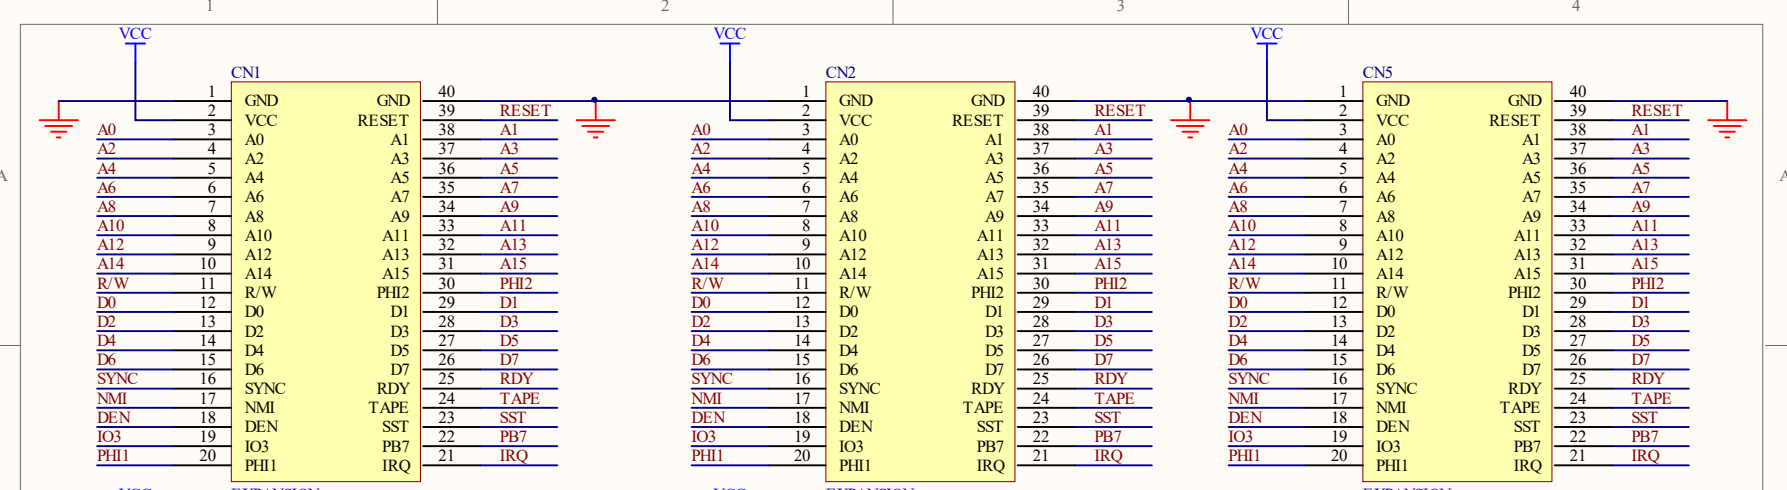 1 2 3 4
VCC VCC VCC
CN1 CN2 CN5
1 GND GND 40 1 GND GND 40 1 GND GND 40
2 VCC RESET 39 RESET 2 VCC RESET 39 RESET 2 VCC RESET 39 RESET
A0 3 A0 A1 38 A1 A0 3 A0 A1 38 A1 A0 3 A0 A1 38 A1
A2 4 A2 A3 37 A3 A2 4 A2 A3 37 A3 A2 4 A2 A3 37 A3
A4 5 A4 A5 36 A5 A4 5 A4 A5 36 A5 A4 5 A4 A5 36 A5
A6 6 A6 A7 35 A7 A6 6 A6 A7 35 A7 A6 6 A6 A7 35 A7
A8 7 A8 A9 34 A9 A8 7 A8 A9 34 A9 A8 7 A8 A9 34 A9
A10 8 A10 A11 33 A11 A10 8 A10 A11 33 A11 A10 8 A10 A11 33 A11
A12 9 A12 A13 32 A13 A12 9 A12 A13 32 A13 A12 9 A12 A13 32 A13
A14 10 A14 A15 31 A15 A14 10 A14 A15 31 A15 A14 10 A14 A15 31 A15
R/W 11 R/W PHI2 30 PHI2 R/W 11 R/W PHI2 30 PHI2 R/W 11 R/W PHI2 30 PHI2
D0 12 D0 D1 29 D1 D0 12 D0 D1 29 D1 D0 12 D0 D1 29 D1
D2 13 D2 D3 28 D3 D2 13 D2 D3 28 D3 D2 13 D2 D3 28 D3
D4 14 D4 D5 27 D5 D4 14 D4 D5 27 D5 D4 14 D4 D5 27 D5
D6 15 D6 D7 26 D7 D6 15 D6 D7 26 D7 D6 15 D6 D7 26 D7
SYNC 16 SYNC RDY 25 RDY SYNC 16 SYNC RDY 25 RDY SYNC 16 SYNC RDY 25 RDY
NMI 17 NMI TAPE 24 TAPE NMI 17 NMI TAPE 24 TAPE NMI 17 NMI TAPE 24 TAPE
DEN 18 DEN SST 23 SST DEN 18 DEN SST 23 SST DEN 18 DEN SST 23 SST
IO3 19 IO3 PB7 22 PB7 IO3 19 IO3 PB7 22 PB7 IO3 19 IO3 PB7 22 PB7
PHI1 20 PHI1 IRQ 21 IRQ PHI1 20 PHI1 IRQ 21 IRQ PHI1 20 PHI1 IRQ 21 IRQ